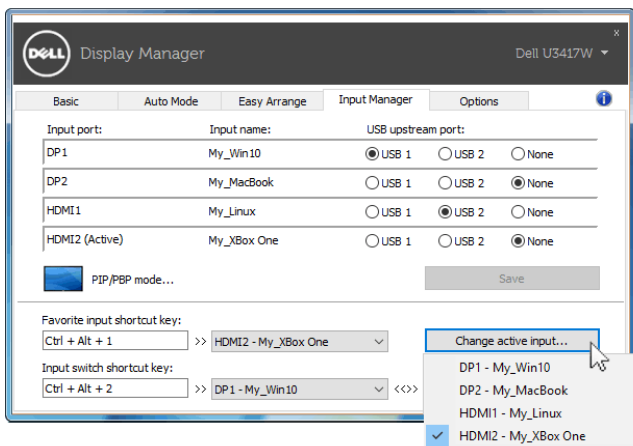 x
DELL Display Manager Dell U3417W
Basic Auto Mode Easy Arrange Input Manager Options i
Input port: Input name: USB upstream port:
DP1 My_Win10 USB 1 USB 2 None
DP2 My_MacBook USB 1 USB 2 None
HDMI1 My_Linux USB 1 USB 2 None
HDMI2 (Active) My_XBox One USB 1 USB 2 None
PIP/PBP mode... Save
Favorite input shortcut key:
Ctrl + Alt + 1 >> HDMI2 - My_XBox One Change active input...
Input switch shortcut key:
Ctrl + Alt + 2 >> DP1 - My_Win10 <<>>
DP1 - My_Win10
DP2 - My_MacBook
HDMI1 - My_Linux
HDMI2 - My_XBox One